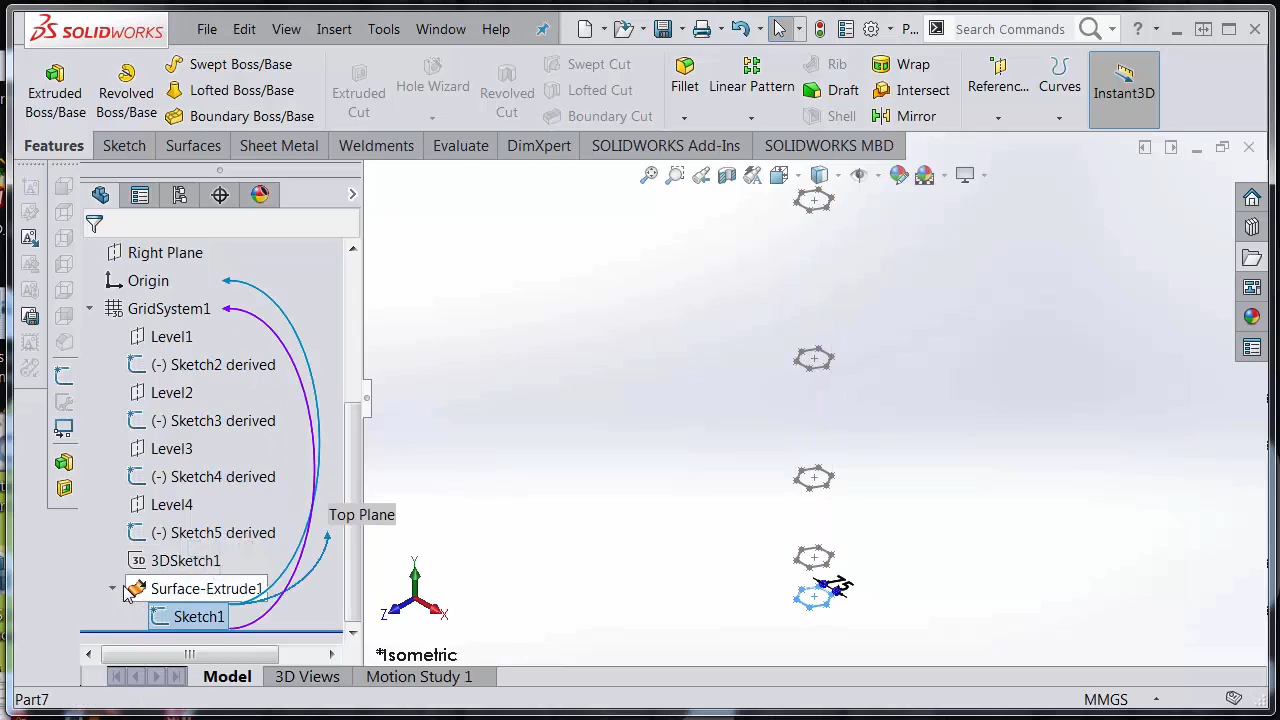 SOLIDWORKS File Edit View Insert Tools Window Help P... Search Commands ?
Extruded Boss/Base
Revolved Boss/Base
Swept Boss/Base
Lofted Boss/Base
Boundary Boss/Base
Extruded Cut
Hole Wizard
Revolved Cut
Swept Cut
Lofted Cut
Boundary Cut
Fillet
Linear Pattern
Rib
Draft
Shell
Wrap
Intersect
Mirror
Referenc...
Curves
Instant3D
Features Sketch Surfaces Sheet Metal Weldments Evaluate DimXpert SOLIDWORKS Add-Ins SOLIDWORKS MBD
Right Plane
Origin
GridSystem1
Level1
(-) Sketch2 derived
Level2
(-) Sketch3 derived
Level3
(-) Sketch4 derived
Level4
Top Plane
(-) Sketch5 derived
3D 3DSketch1
Surface-Extrude1
Sketch1
15
Y
Z
X
*Isometric
Model 3D Views Motion Study 1
Part7 MMGS